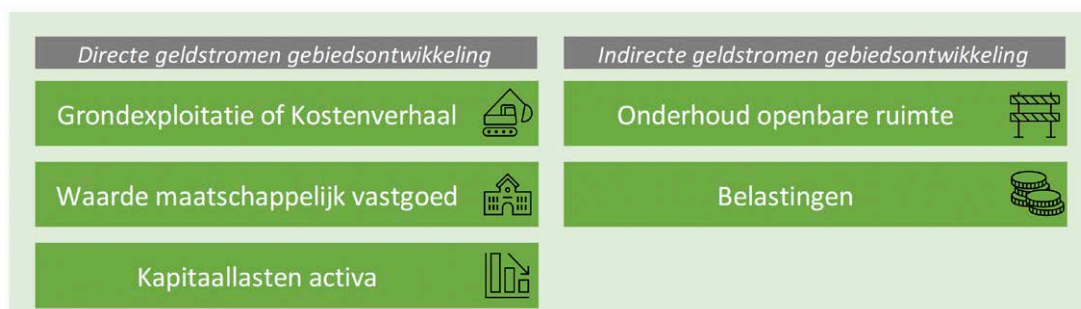 Directe geldstromen gebiedsontwikkeling
Grondexploitatie of Kostenverhaal
Waarde maatschappelijk vastgoed
Kapitaallasten activa
Indirecte geldstromen gebiedsontwikkeling
Onderhoud openbare ruimte
Belastingen